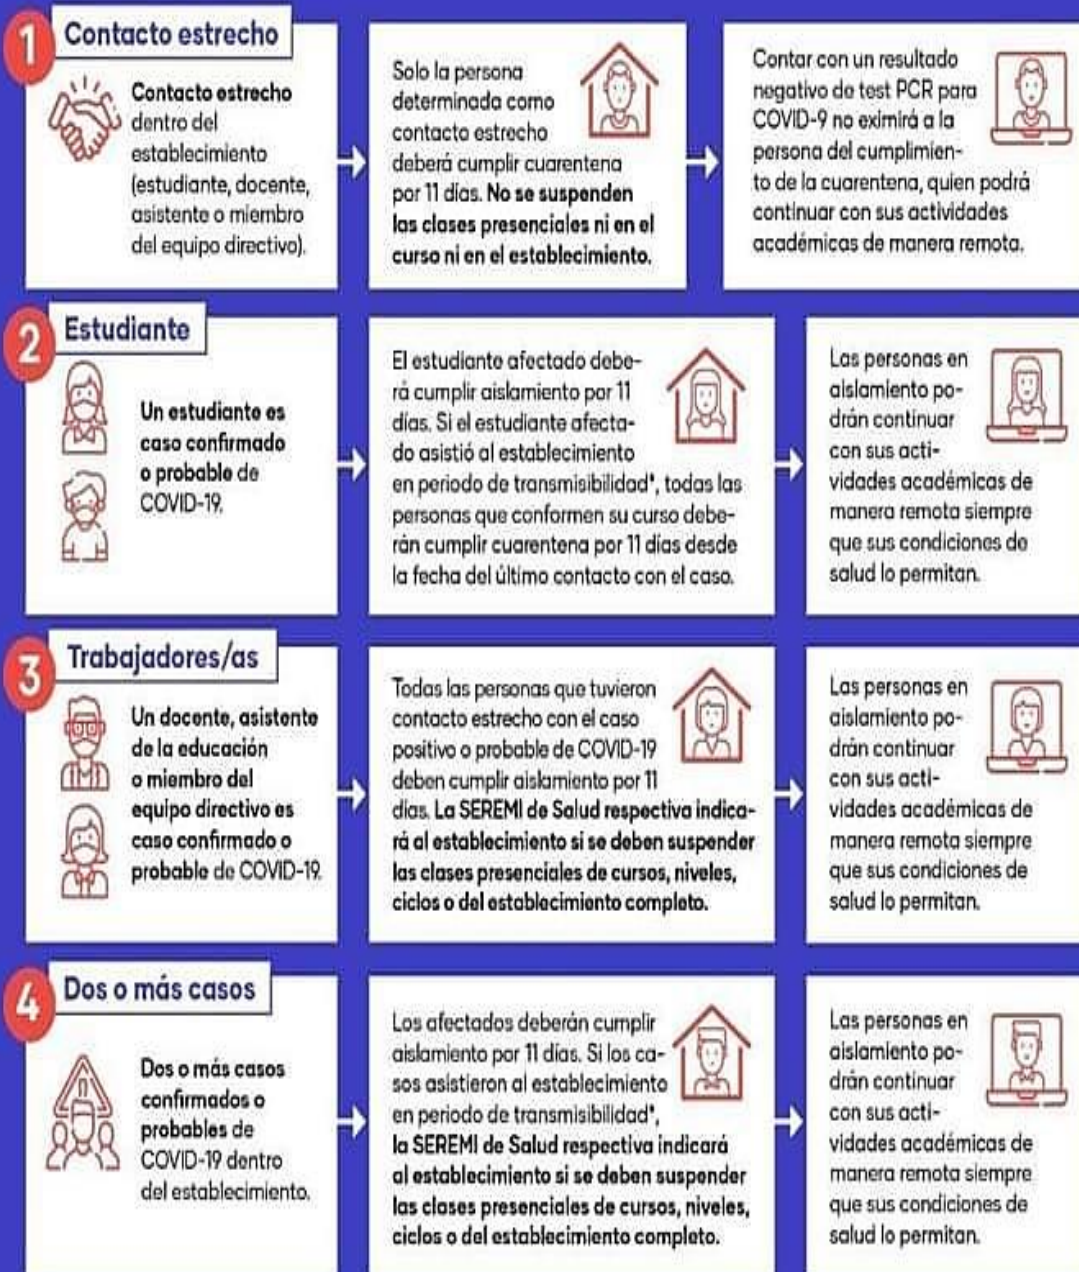 1
Contacto estrecho
Contacto estrecho
dentro del
establecimiento
(estudiante, docente,
asistente o miembro
del equipo directivo).
Solo la persona
determinada como
contacto estrecho
deberá cumplir cuarentena
por 11 días. No se suspenden
las clases presenciales ni en el
curso ni en el establecimiento.
Contar con un resultado
negativo de test PCR para
COVID-9 no eximirá a la
persona del cumplimien-
to de la cuarentena, quien podrá
continuar con sus actividades
académicas de manera remota.
2
Estudiante
Un estudiante es
caso confirmado
o probable de
COVID-19.
El estudiante afectado debe-
rá cumplir aislamiento por 11
días. Si el estudiante afecta-
do asistió al establecimiento
en periodo de transmisibilidad*, todas las
personas que conformen su curso debe-
rán cumplir cuarentena por 11 días desde
la fecha del último contacto con el caso.
Las personas en
aislamiento po-
drán continuar
con sus acti-
vidades académicas de
manera remota siempre
que sus condiciones de
salud lo permitan.
3
Trabajadores/as
Un docente, asistente
de la educación
o miembro del
equipo directivo es
caso confirmado o
probable de COVID-19.
Todas las personas que tuvieron
contacto estrecho con el caso
positivo o probable de COVID-19
deben cumplir aislamiento por 11
días. La SEREMI de Salud respectiva indica-
rá al establecimiento si se deben suspender
las clases presenciales de cursos, niveles,
ciclos o del establecimiento completo.
Las personas en
aislamiento po-
drán continuar
con sus acti-
vidades académicas de
manera remota siempre
que sus condiciones de
salud lo permitan.
4
Dos o más casos
Dos o más casos
confirmados o
probables de
COVID-19 dentro
del establecimiento.
Los afectados deberán cumplir
aislamiento por 11 días. Si los ca-
sos asistieron al establecimiento
en periodo de transmisibilidad*,
la SEREMI de Salud respectiva indicará
al establecimiento si se deben suspender
las clases presenciales de cursos, niveles,
ciclos o del establecimiento completo.
Las personas en
aislamiento po-
drán continuar
con sus acti-
vidades académicas de
manera remota siempre
que sus condiciones de
salud lo permitan.